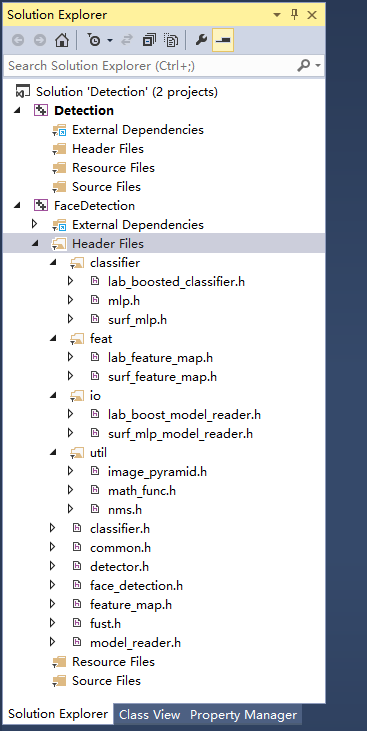 Solution Explorer
Search Solution Explorer (Ctrl+;)
Solution 'Detection' (2 projects)
Detection
External Dependencies
Header Files
Resource Files
Source Files
FaceDetection
External Dependencies
Header Files
classifier
lab_boosted_classifier.h
mlp.h
surf_mlp.h
feat
lab_feature_map.h
surf_feature_map.h
io
lab_boost_model_reader.h
surf_mlp_model_reader.h
util
image_pyramid.h
math_func.h
nms.h
classifier.h
common.h
detector.h
face_detection.h
feature_map.h
fust.h
model_reader.h
Resource Files
Source Files
Solution Explorer Class View Property Manager